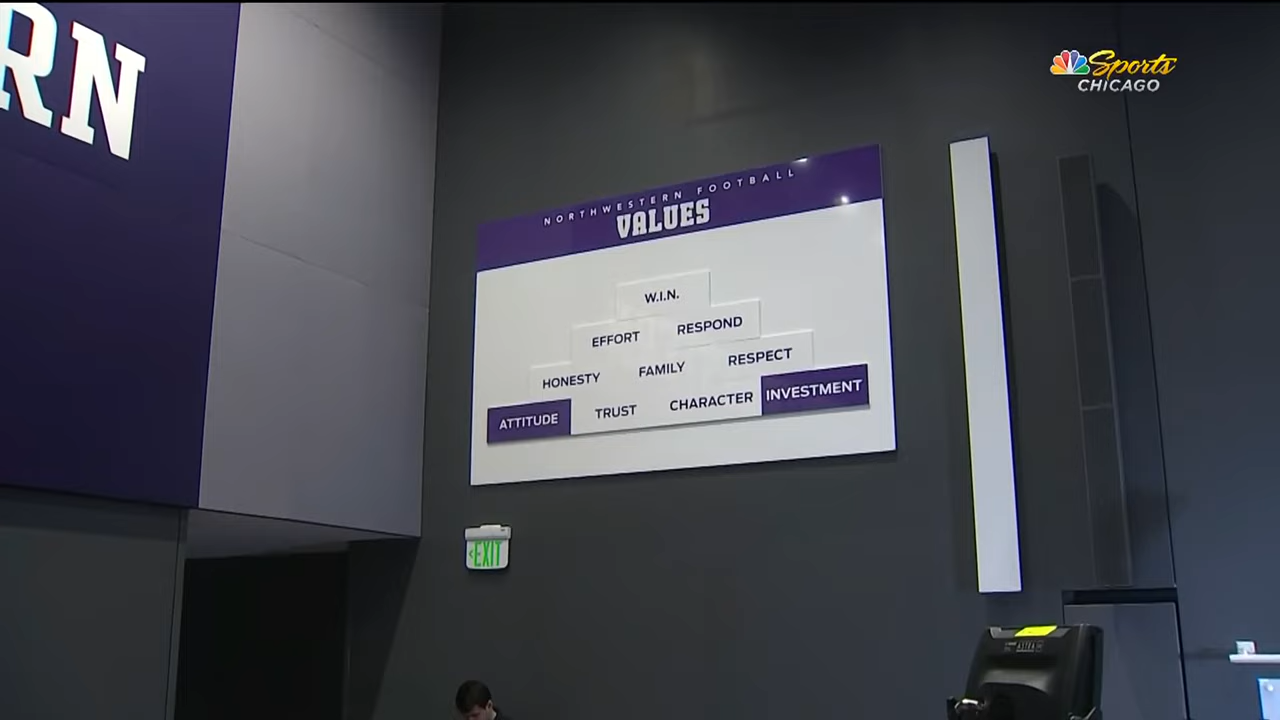 RN
Sports
CHICAGO
NORTHWESTERN FOOTBALL
VALUES
W.I.N.
EFFORT RESPOND
HONESTY FAMILY RESPECT
ATTITUDE TRUST CHARACTER INVESTMENT
EXIT